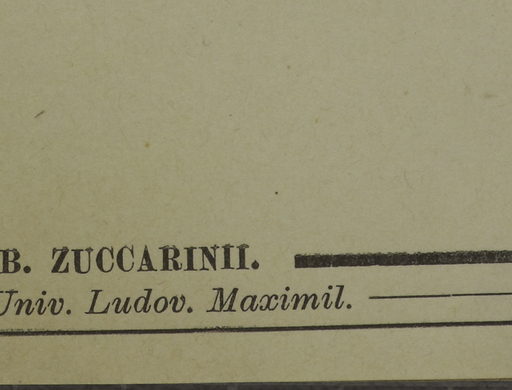 B. ZUCCARINII.
Univ. Ludov. Maximil.